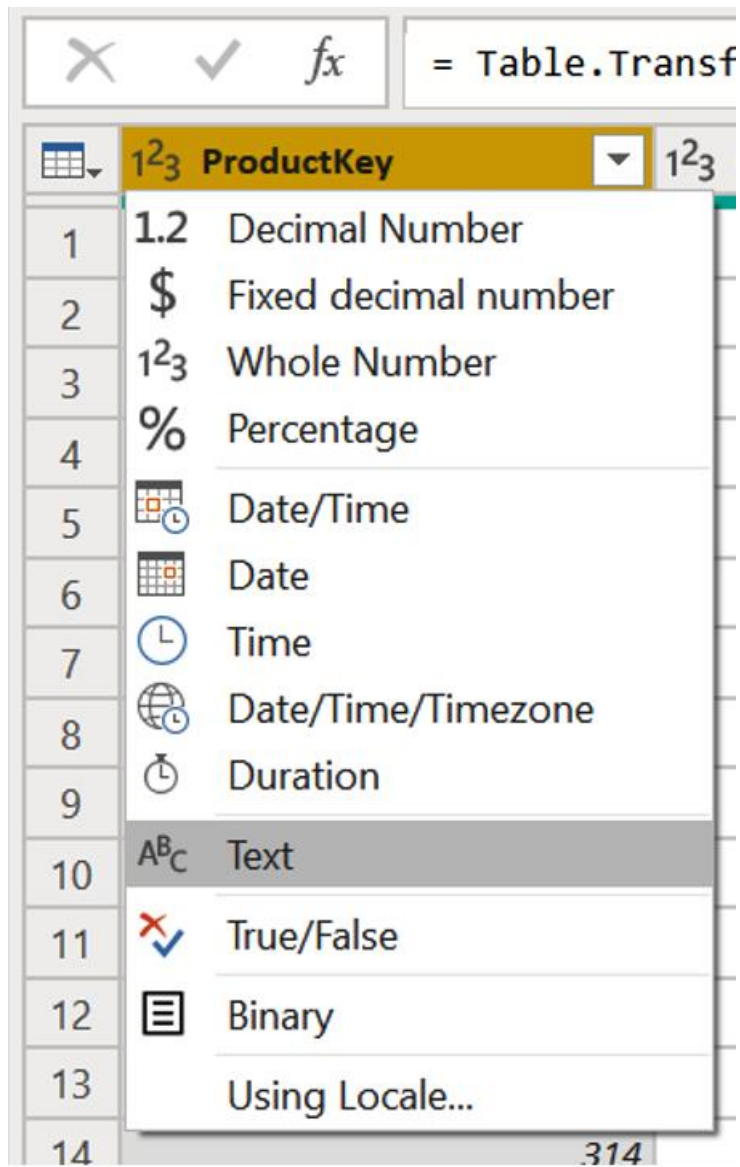 fx = Table.Transf
1²3 ProductKey 1²3
1
2
3
4
5
6
7
8
9
10
11
12
13
14
1.2 Decimal Number
$ Fixed decimal number
1²3 Whole Number
% Percentage
Date/Time
Date
Time
Date/Time/Timezone
Duration
ABC Text
True/False
Binary
Using Locale...
314